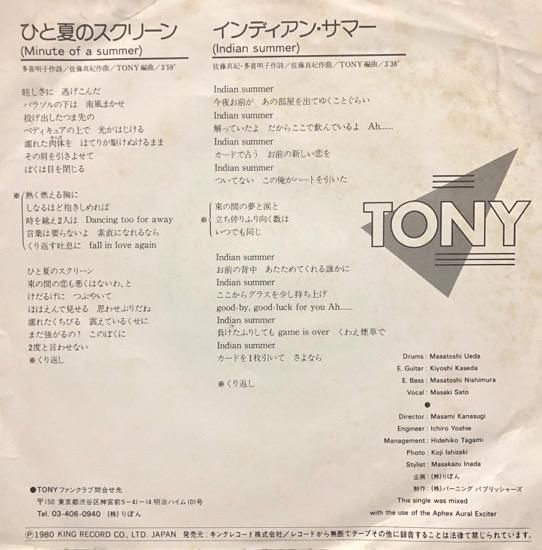 ひと夏のスクリーン
(Minute of a summer)
多喜明子作詩／佐藤真紀作曲／TONY編曲／3'59"
眩しさに　逃げこんだ
パラソルの下は　南風まかせ
投げ出したつま先の
ペディキュアの上で　光がはじける
濡れた肉体を　ほてりが駆けぬけるまま
その肩を引きよせて
ぼくは目を閉じる
※熱く燃える胸に
しなるほど抱きしめれば
時を越え2人は　Dancing too for away
言葉は要らないよ　素直になれるなら
くり返す吐息に　fall in love again
ひと夏のスクリーン
束の間の恋も悪くはないわ、と
けだるげに　つぶやいて
ほほえんで見せる　思わせぶりだね
濡れたくちびる　震えているくせに
まだ強がるの？　このぼくに
2度と言わせない
※くり返し
インディアン・サマー
(Indian summer)
佐藤真紀・多喜明子作詩／佐藤真紀作曲／TONY編曲／3'38"
Indian summer
今夜お前が　あの部屋を出てゆくことぐらい
Indian summer
解っていたよ　だからここで飲んでいるよ　Ah……
Indian summer
カードで占う　お前の新しい恋を
Indian summer
ついてない　この俺がハートを引いた
※束の間の夢と涙と
立ち停りふり向く数は
いつでも同じ
Indian summer
お前の背中　あたためてくれる誰かに
Indian summer
ここからグラスを少し持ち上げ
good-by, good-luck for you Ah……
Indian summer
負けたふりしても game is over　くわえ煙草で
Indian summer
カードを1枚引いて　さよなら
※くり返し
TONY
Drums : Masatoshi Ueda
E. Guitar : Kiyoshi Kaseda
E. Bass : Masatoshi Nishimura
Vocal : Masaki Sato
●
Director : Masami Kanasugi
Engineer : Ichiro Yoshie
Management : Hidehiko Tagami
Photo : Koji Ishizaki
Stylist : Masakazu Inada
企画：㈱りぼん
制作：㈱バーニング パブリッシャーズ
This single was mixed
with the use of the Aphex Aural Exciter
●TONYファンクラブ問合せ先
〒150 東京都渋谷区神宮前5-41-14 明治ハイム101号
Tel. 03-406-0940 ㈱りぼん
Ⓟ1980 KING RECORD CO., LTD. JAPAN　発売元：キングレコード株式会社／レコードから無断でテープその他に録音することは法律で禁じられています。